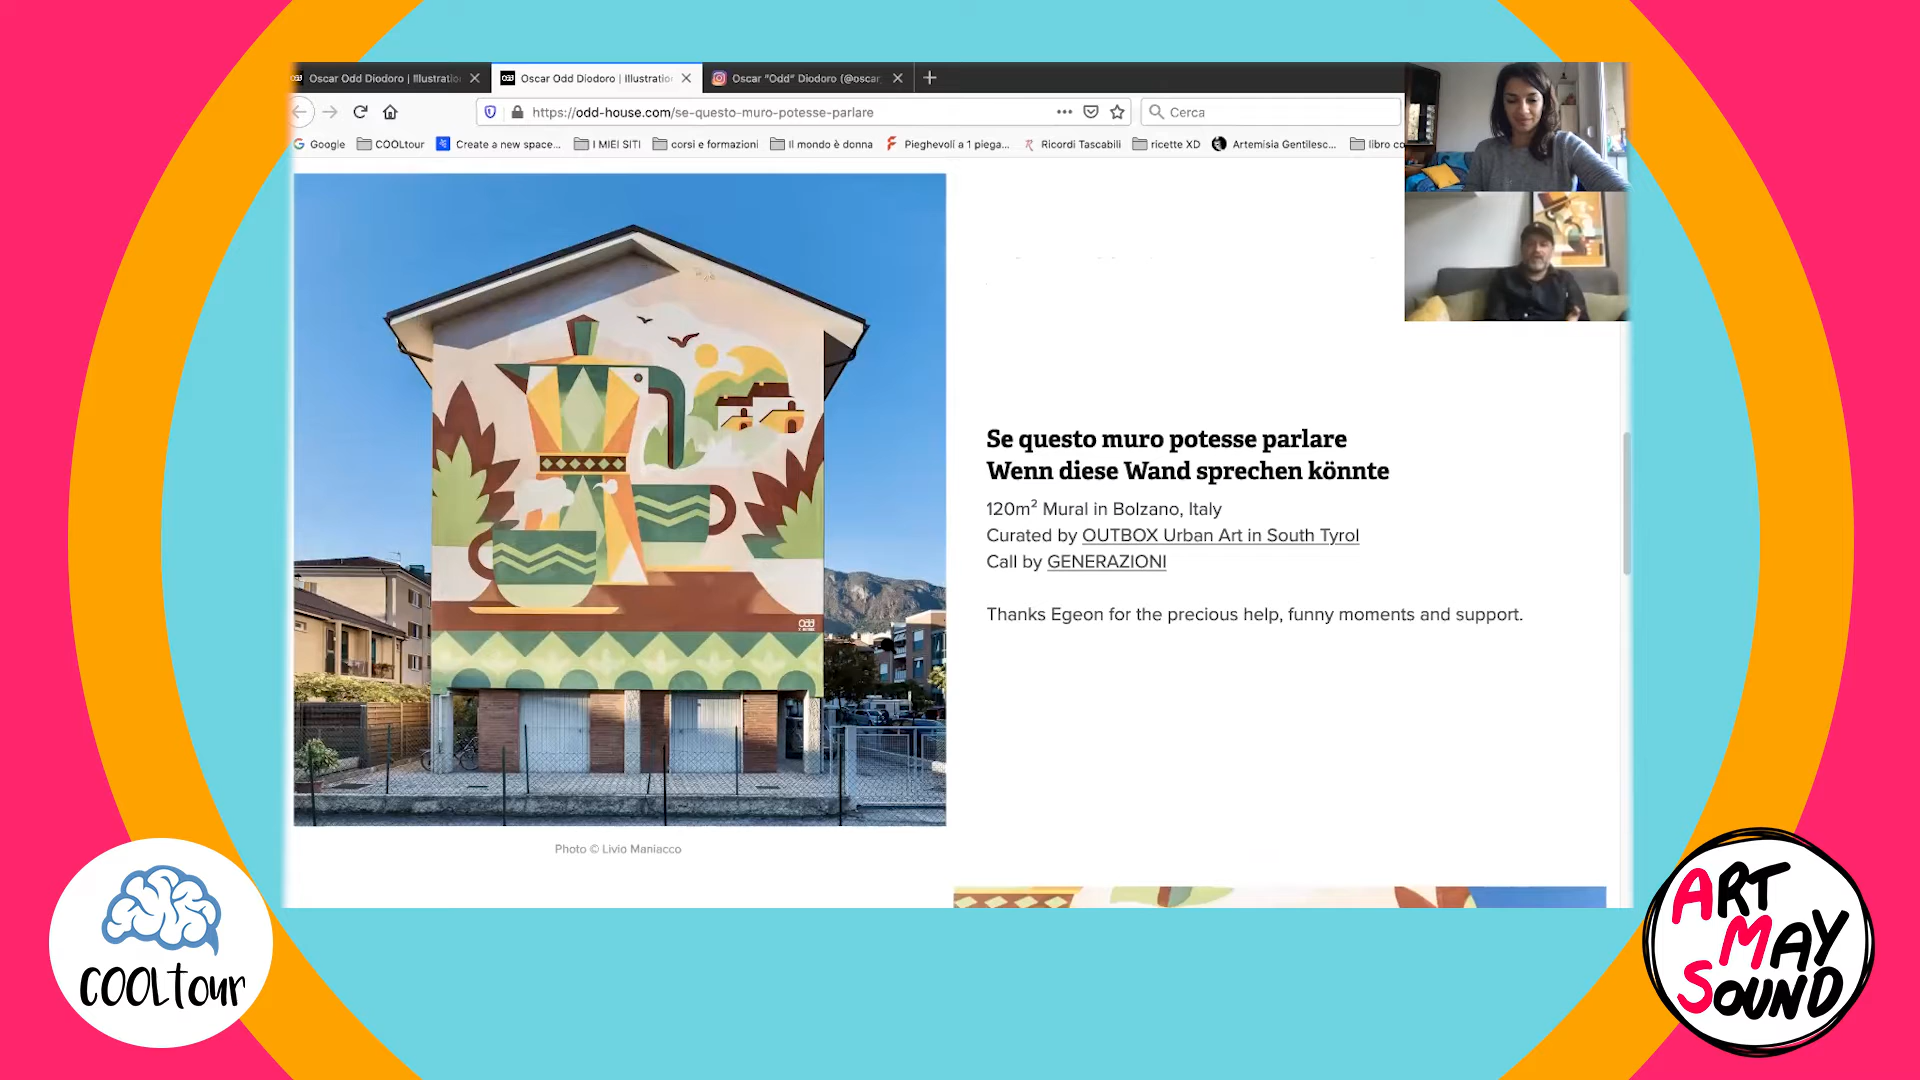 Oscar Odd Diodoro | Illustratio
Oscar Odd Diodoro | Illustratio
Oscar "Odd" Diodoro (@oscar
https://odd-house.com/se-questo-muro-potesse-parlare
Cerca
Google
COOLtour
Create a new space...
I MIEI SITI
corsi e formazioni
Il mondo è donna
Pieghevoli a 1 piega...
Ricordi Tascabili
ricette XD
Artemisia Gentilesc...
libro co
Se questo muro potesse parlare
Wenn diese Wand sprechen könnte
120m² Mural in Bolzano, Italy
Curated by OUTBOX Urban Art in South Tyrol
Call by GENERAZIONI
Thanks Egeon for the precious help, funny moments and support.
Photo © Livio Maniacco
COOLtour
ART
MAY
SOUND